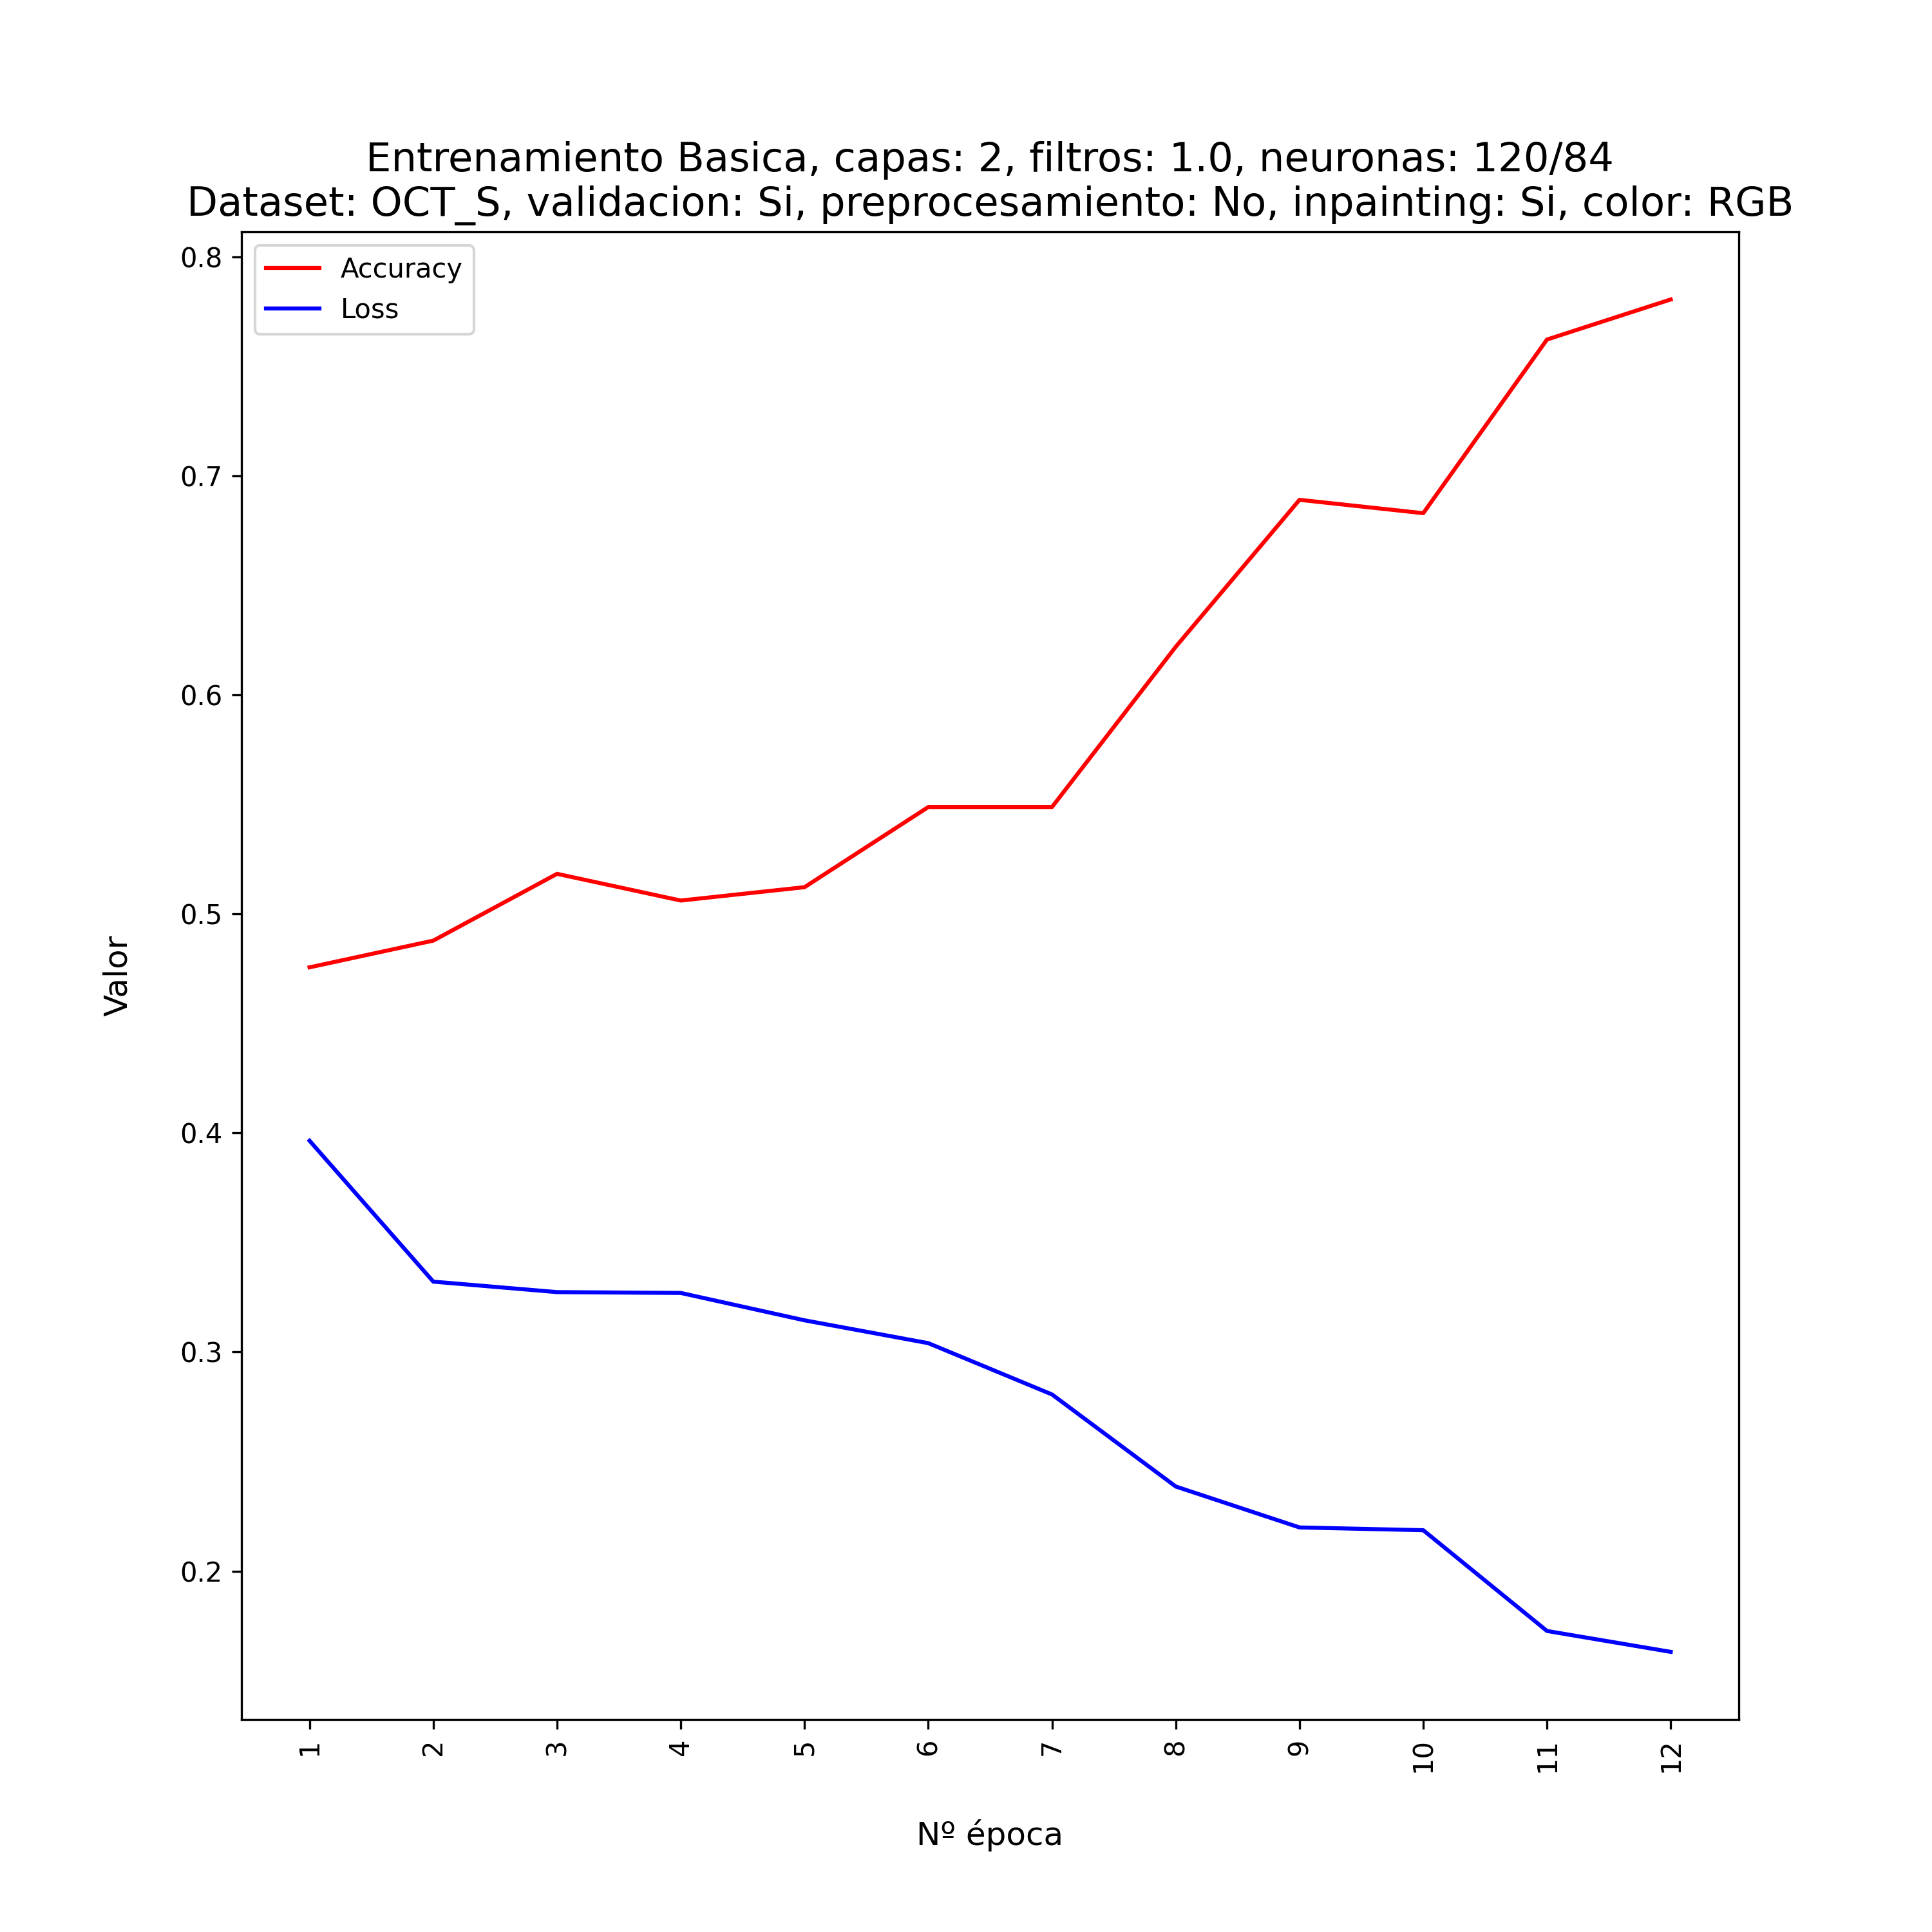 Entrenamiento Basica, capas: 2, filtros: 1.0, neuronas: 120/84
Dataset: OCT_S, validacion: Si, preprocesamiento: No, inpainting: Si, color: RGB
Accuracy
Loss
0.8
0.7
0.6
0.5
0.4
0.3
0.2
Valor
1 2 3 4 5 6 7 8 9 10 11 12
Nº época